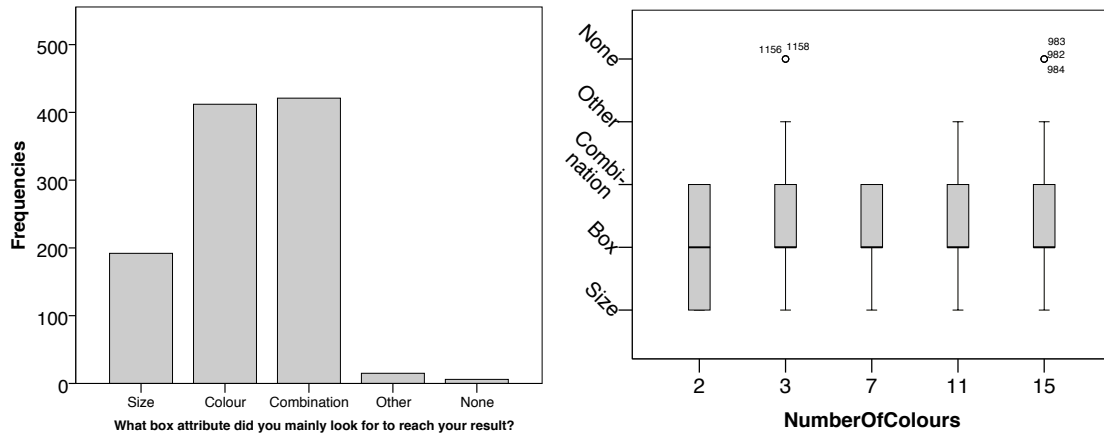 500
400
300
200
100
0
Frequencies
Size Colour Combination Other None
What box attribute did you mainly look for to reach your result?
None
Other
Combi-
nation
Box
Size
1156 1158
983
982
984
2 3 7 11 15
NumberOfColours